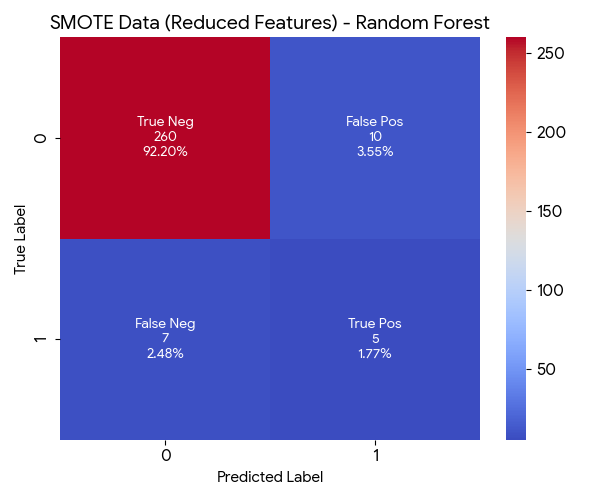 SMOTE Data (Reduced Features) - Random Forest
True Neg
260
92.20%
False Pos
10
3.55%
False Neg
7
2.48%
True Pos
5
1.77%
0
1
True Label
0
1
Predicted Label
250
200
150
100
50